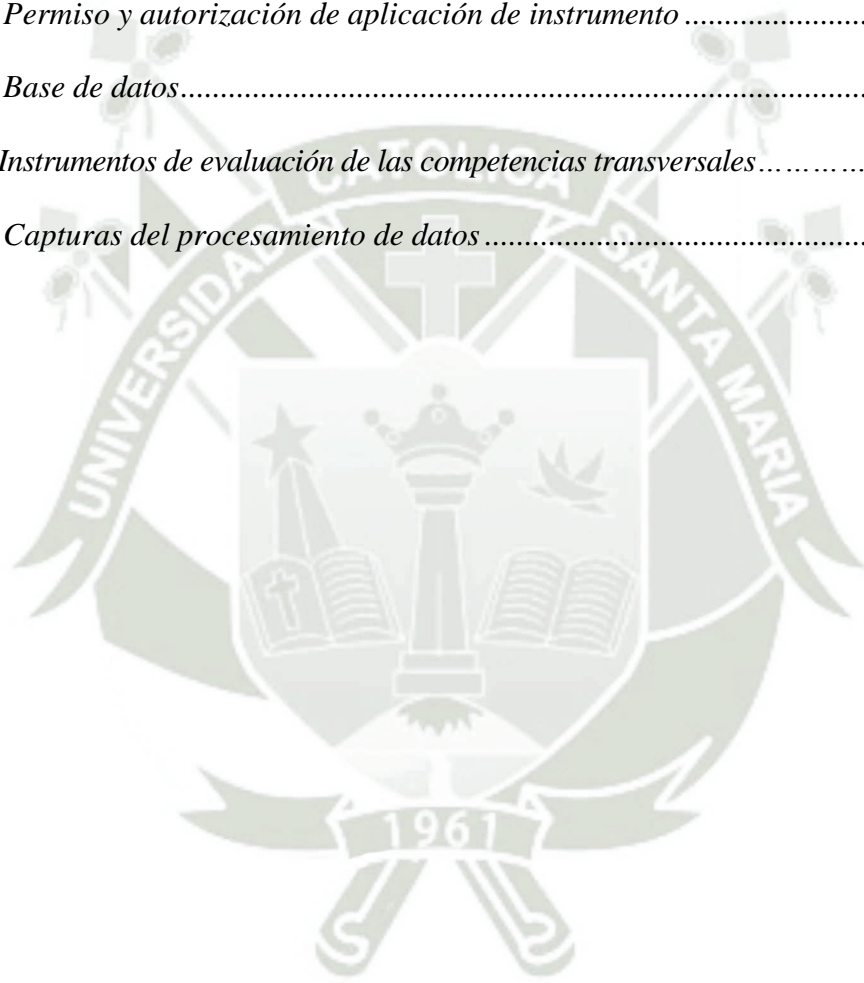 Permiso y autorización de aplicación de instrumento ......................
Base de datos.....................................................................................
Instrumentos de evaluación de las competencias transversales……… …
Capturas del procesamiento de datos ...............................................
UNIVERSIDAD CATOLICA SANTA MARIA
1961